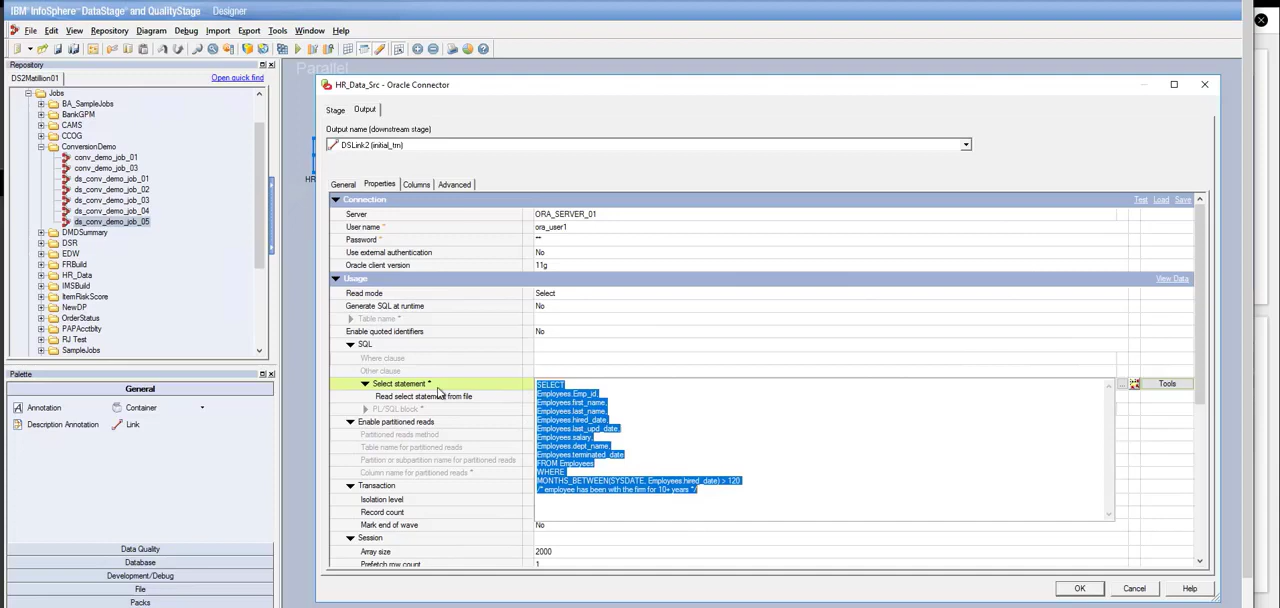 IBM InfoSphere DataStage and QualityStage Designer
File Edit View Repository Diagram Debug Import Export Tools Window Help
Repository
DS2Matillion01 Open quick find
Jobs
BA_SampleJobs
BankGPM
CAMS
CCOG
ConversionDemo
conv_demo_job_01
conv_demo_job_03
ds_conv_demo_job_01
ds_conv_demo_job_02
ds_conv_demo_job_03
ds_conv_demo_job_04
ds_conv_demo_job_05
DMDSummary
DSR
EDW
FRBuild
HR_Data
IMSBuild
ItemRiskScore
NewDP
OrderStatus
PAPAcctblty
RJ Test
SampleJobs
Palette
General
Annotation Container
Description Annotation Link
Data Quality
Database
Development/Debug
File
Packs
Parallel
HR
HR_Data_Src - Oracle Connector
Stage Output
Output name (downstream stage)
DSLink2 (initial_trn)
General Properties Columns Advanced
Connection Test Load Save
Server ORA_SERVER_01
User name * ora_user1
Password * **
Use external authentication No
Oracle client version 11g
Usage View Data
Read mode Select
Generate SQL at runtime No
Table name *
Enable quoted identifiers No
SQL
Where clause
Other clause
Select statement * ... Tools
SELECT
Employees.Emp_id,
Employees.first_name,
Employees.last_name,
Employees.hired_date,
Employees.last_upd_date,
Employees.salary,
Employees.dept_name,
Employees.terminated_date
FROM Employees
WHERE
MONTHS_BETWEEN(SYSDATE, Employees.hired_date) > 120
/* employee has been with the firm for 10+ years */
Read select statement from file
PL/SQL block *
Enable partitioned reads
Partitioned reads method
Table name for partitioned reads
Partition or subpartition name for partitioned reads
Column name for partitioned reads *
Transaction
Isolation level
Record count
Mark end of wave No
Session
Array size 2000
Prefetch row count 1
OK Cancel Help